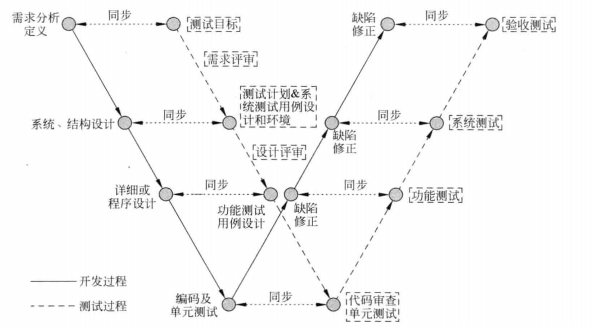 需求分析
定义
同步
测试目标
缺陷
修正
同步
验收测试
需求评审
系统、结构设计
同步
测试计划&系
统测试用例设
计和环境
缺陷
修正
同步
系统测试
设计评审
详细或
程序设计
同步
功能测试
用例设计
缺陷
修正
同步
功能测试
编码及
单元测试
同步
代码审查
单元测试
开发过程
测试过程